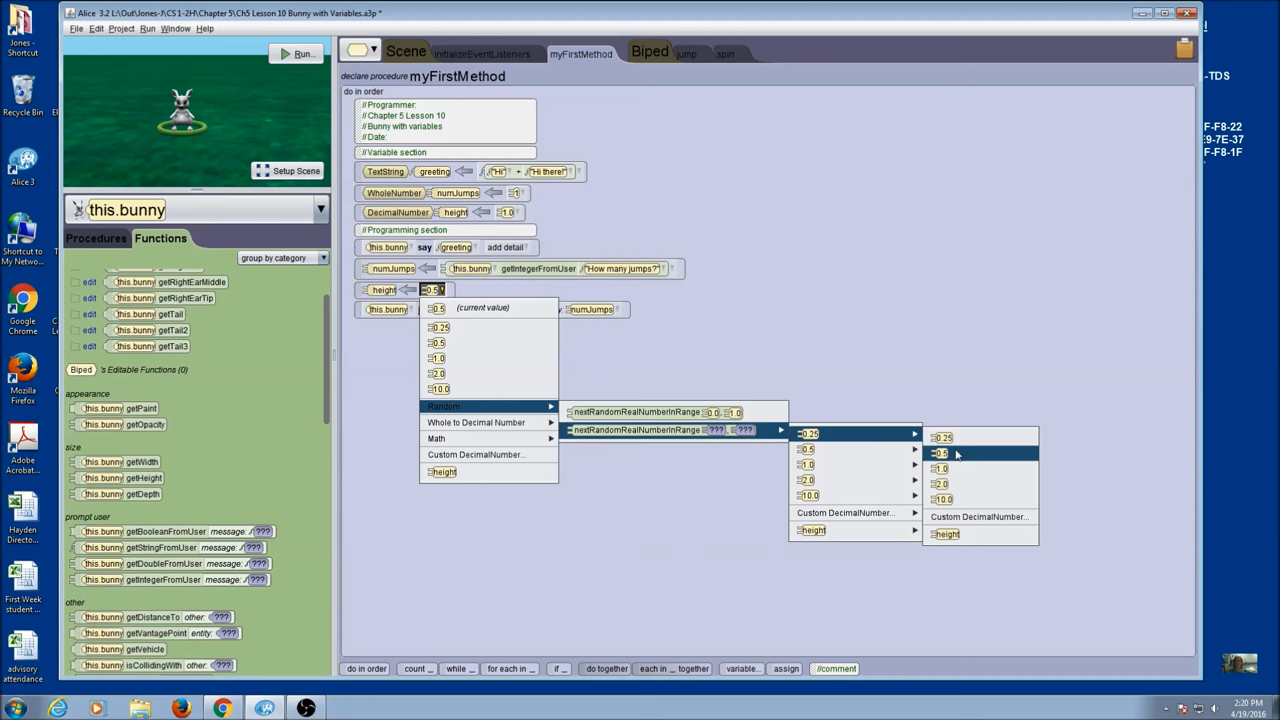 Alice 3.2 L:\Out\Jones-J\CS 1-2H\Chapter 5\Ch5 Lesson 10 Bunny with Variables.a3p *
File Edit Project Run Window Help
Jones - Shortcut
Recycle Bin
Alice 3
Shortcut to My Netwo...
Google Chrome
Mozilla Firefox
Adobe Acrobat
Hayden Directo...
First Week student ...
advisory attendance
Run...
Setup Scene
this.bunny
Procedures Functions
group by category
edit this.bunny getRightEarMiddle
edit this.bunny getRightEarTip
edit this.bunny getTail
edit this.bunny getTail2
edit this.bunny getTail3
Biped 's Editable Functions (0)
appearance
this.bunny getPaint
this.bunny getOpacity
size
this.bunny getWidth
this.bunny getHeight
this.bunny getDepth
prompt user
this.bunny getBooleanFromUser message: ???
this.bunny getStringFromUser message: ???
this.bunny getDoubleFromUser message: ???
this.bunny getIntegerFromUser message: ???
other
this.bunny getDistanceTo other: ???
this.bunny getVantagePoint entity: ???
this.bunny getVehicle
this.bunny isCollidingWith other: ???
Scene initializeEventListeners myFirstMethod Biped jump spin
declare procedure myFirstMethod
do in order
//Programmer:
//Chapter 5 Lesson 10
//Bunny with variables
//Date:
//Variable section
TextString greeting "Hi" + "Hi there!"
WholeNumber numJumps 1
DecimalNumber height 1.0
//Programming section
this.bunny say greeting add detail
numJumps this.bunny getIntegerFromUser "How many jumps?"
height 0.5
this.bunny numJumps
0.5 (current value)
0.25
0.5
1.0
2.0
10.0
Random
Whole to Decimal Number
Math
Custom DecimalNumber...
height
nextRandomRealNumberInRange 0.0 , 1.0
nextRandomRealNumberInRange ??? , ???
0.25
0.5
1.0
2.0
10.0
Custom DecimalNumber...
height
0.25
0.5
1.0
2.0
10.0
Custom DecimalNumber...
height
do in order count _ while _ for each in _ if _ do together each in _ together variable... assign //comment
-TDS
F-F8-22
9E-7E-37
F-F8-1F
2:20 PM
4/19/2016